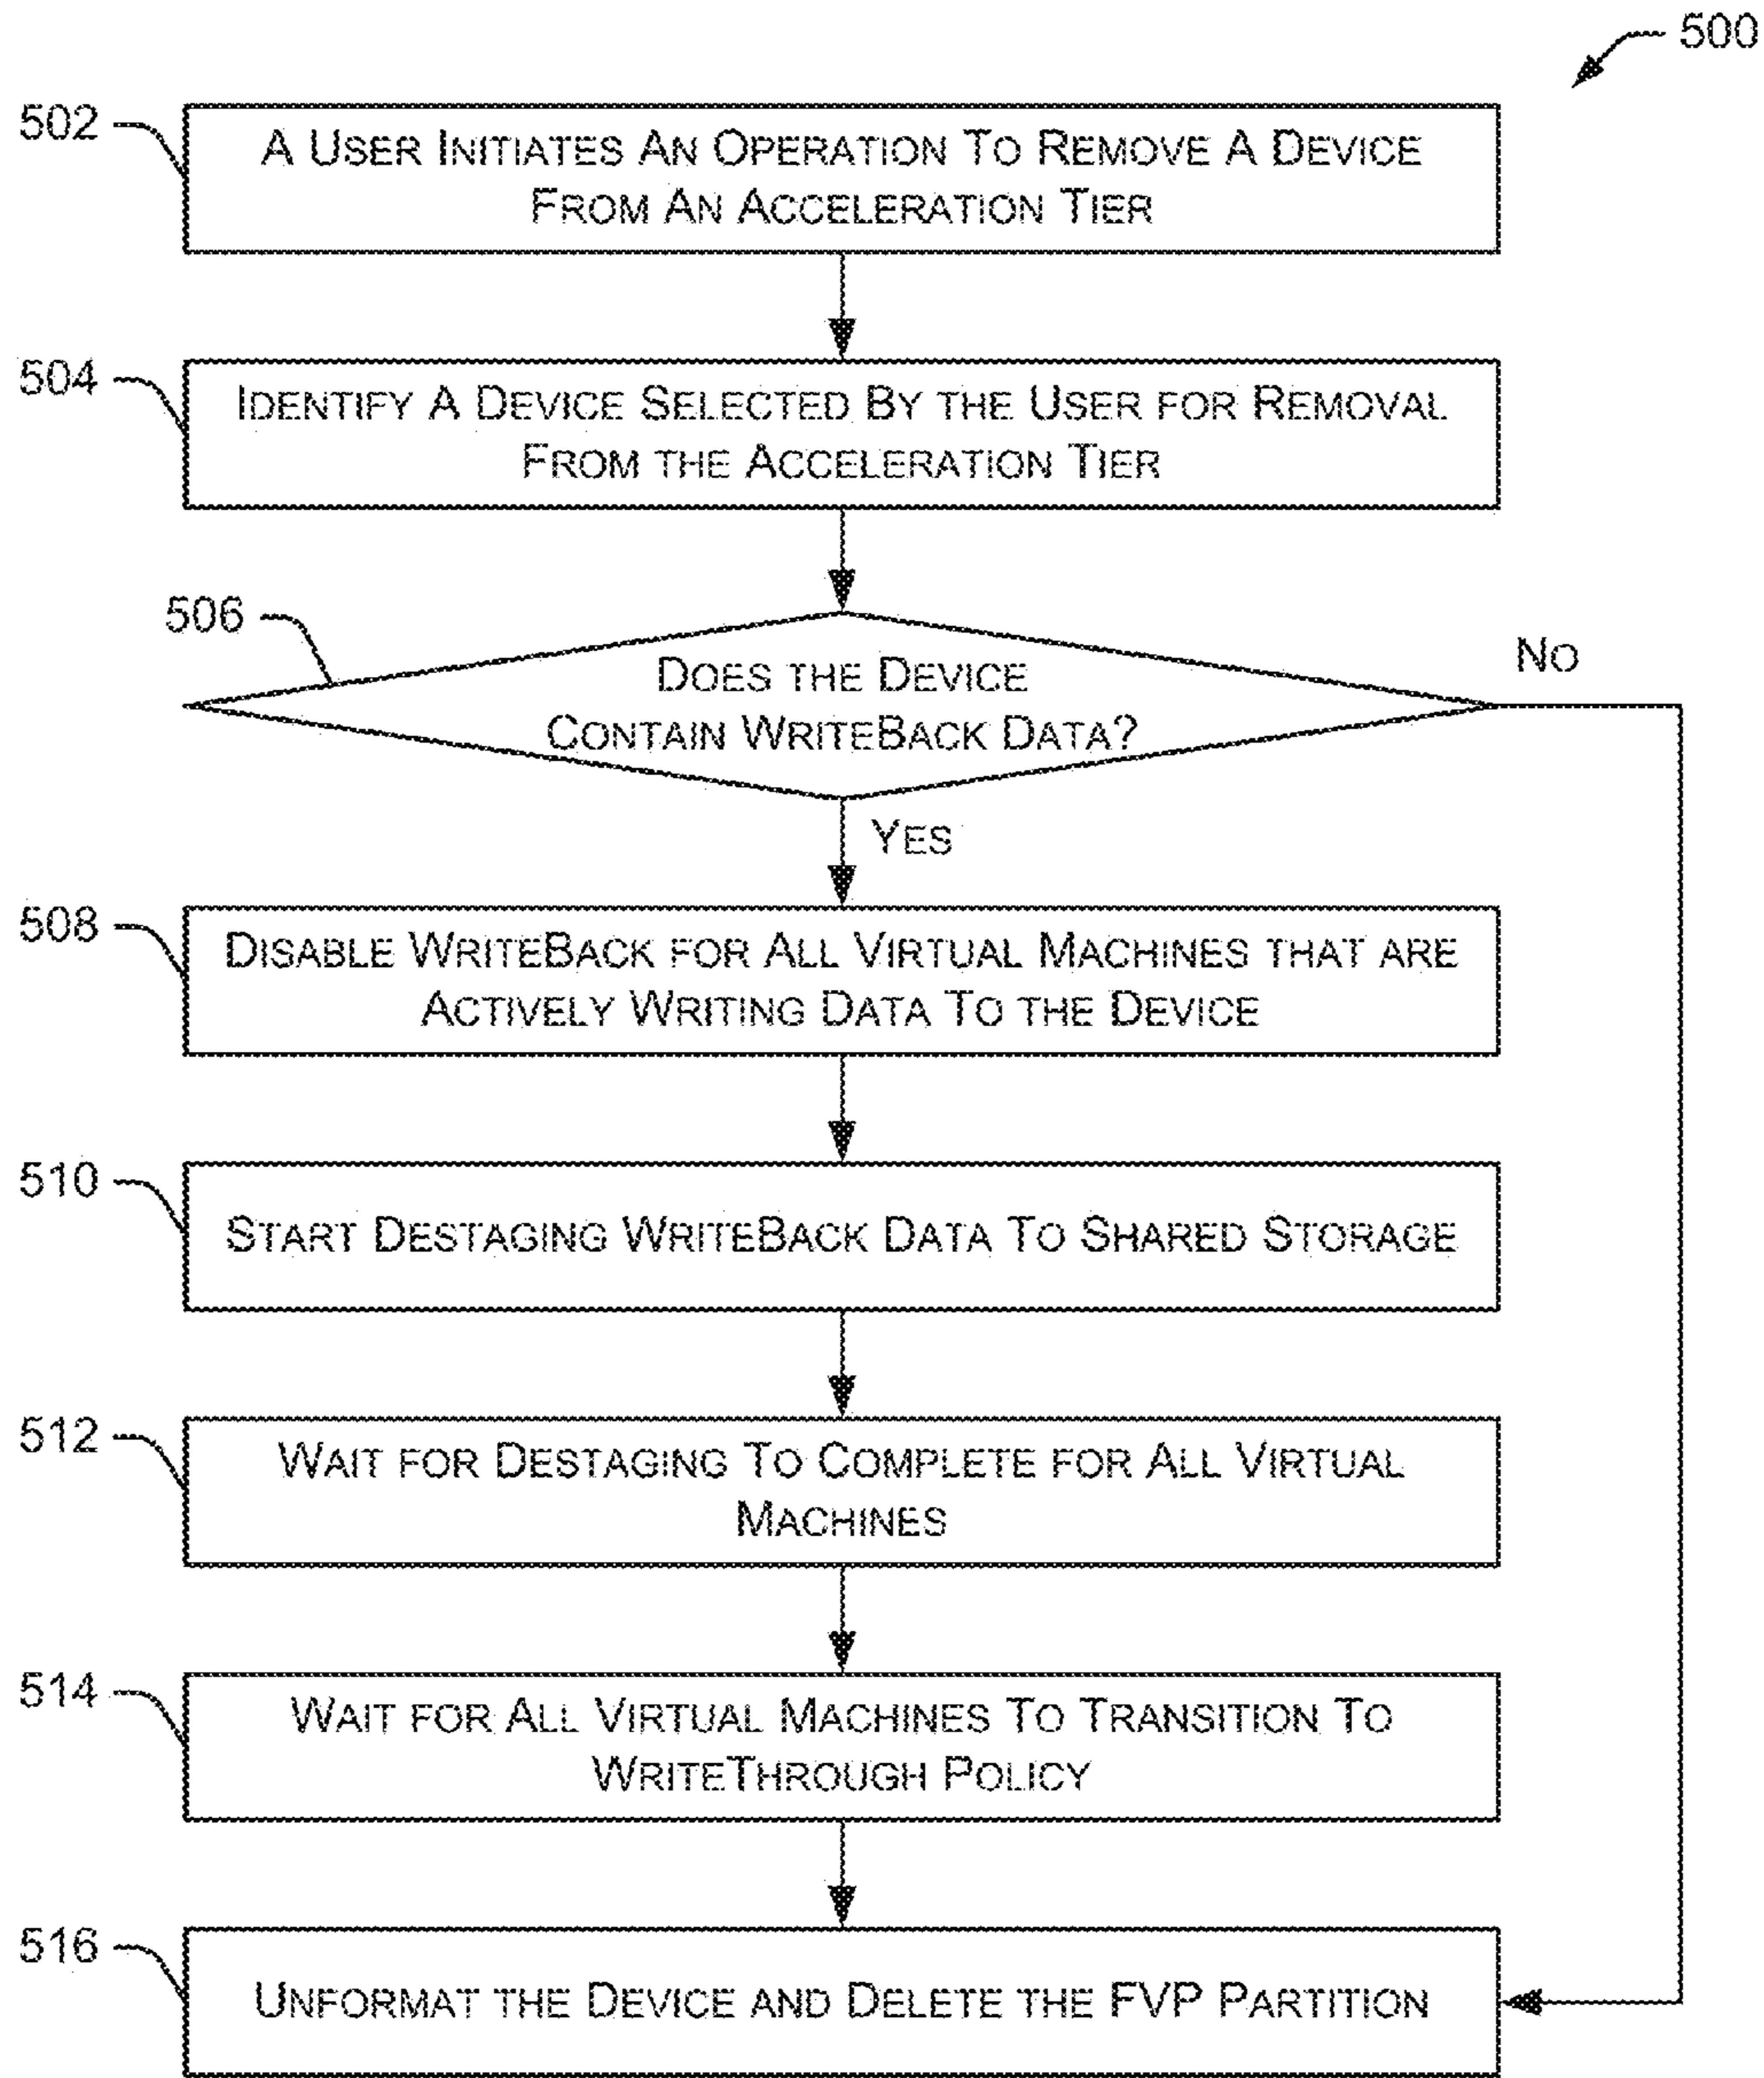 500
502
A USER INITIATES AN OPERATION TO REMOVE A DEVICE
FROM AN ACCELERATION TIER
504
IDENTIFY A DEVICE SELECTED BY THE USER FOR REMOVAL
FROM THE ACCELERATION TIER
506
DOES THE DEVICE
CONTAIN WRITEBACK DATA?
NO
YES
508
DISABLE WRITEBACK FOR ALL VIRTUAL MACHINES THAT ARE
ACTIVELY WRITING DATA TO THE DEVICE
510
START DESTAGING WRITEBACK DATA TO SHARED STORAGE
512
WAIT FOR DESTAGING TO COMPLETE FOR ALL VIRTUAL
MACHINES
514
WAIT FOR ALL VIRTUAL MACHINES TO TRANSITION TO
WRITETHROUGH POLICY
516
UNFORMAT THE DEVICE AND DELETE THE FVP PARTITION